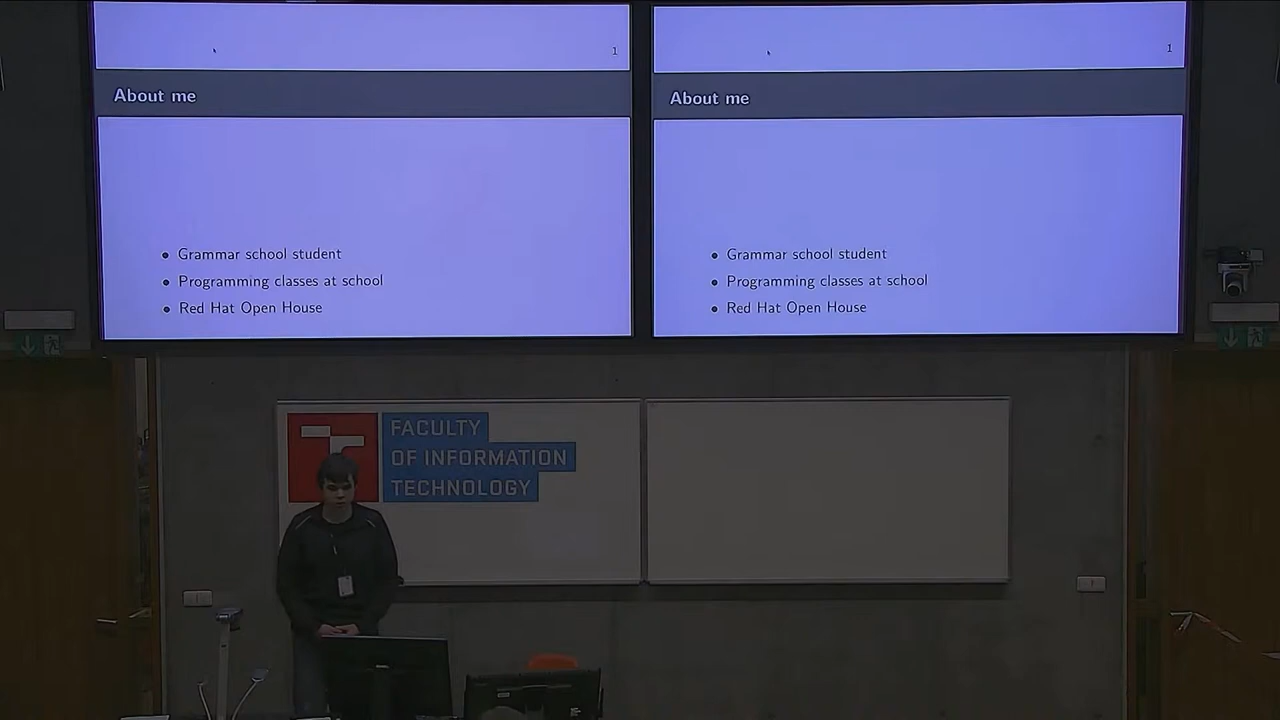 1
About me
Grammar school student
Programming classes at school
Red Hat Open House
1
About me
Grammar school student
Programming classes at school
Red Hat Open House
FACULTY
OF INFORMATION
TECHNOLOGY